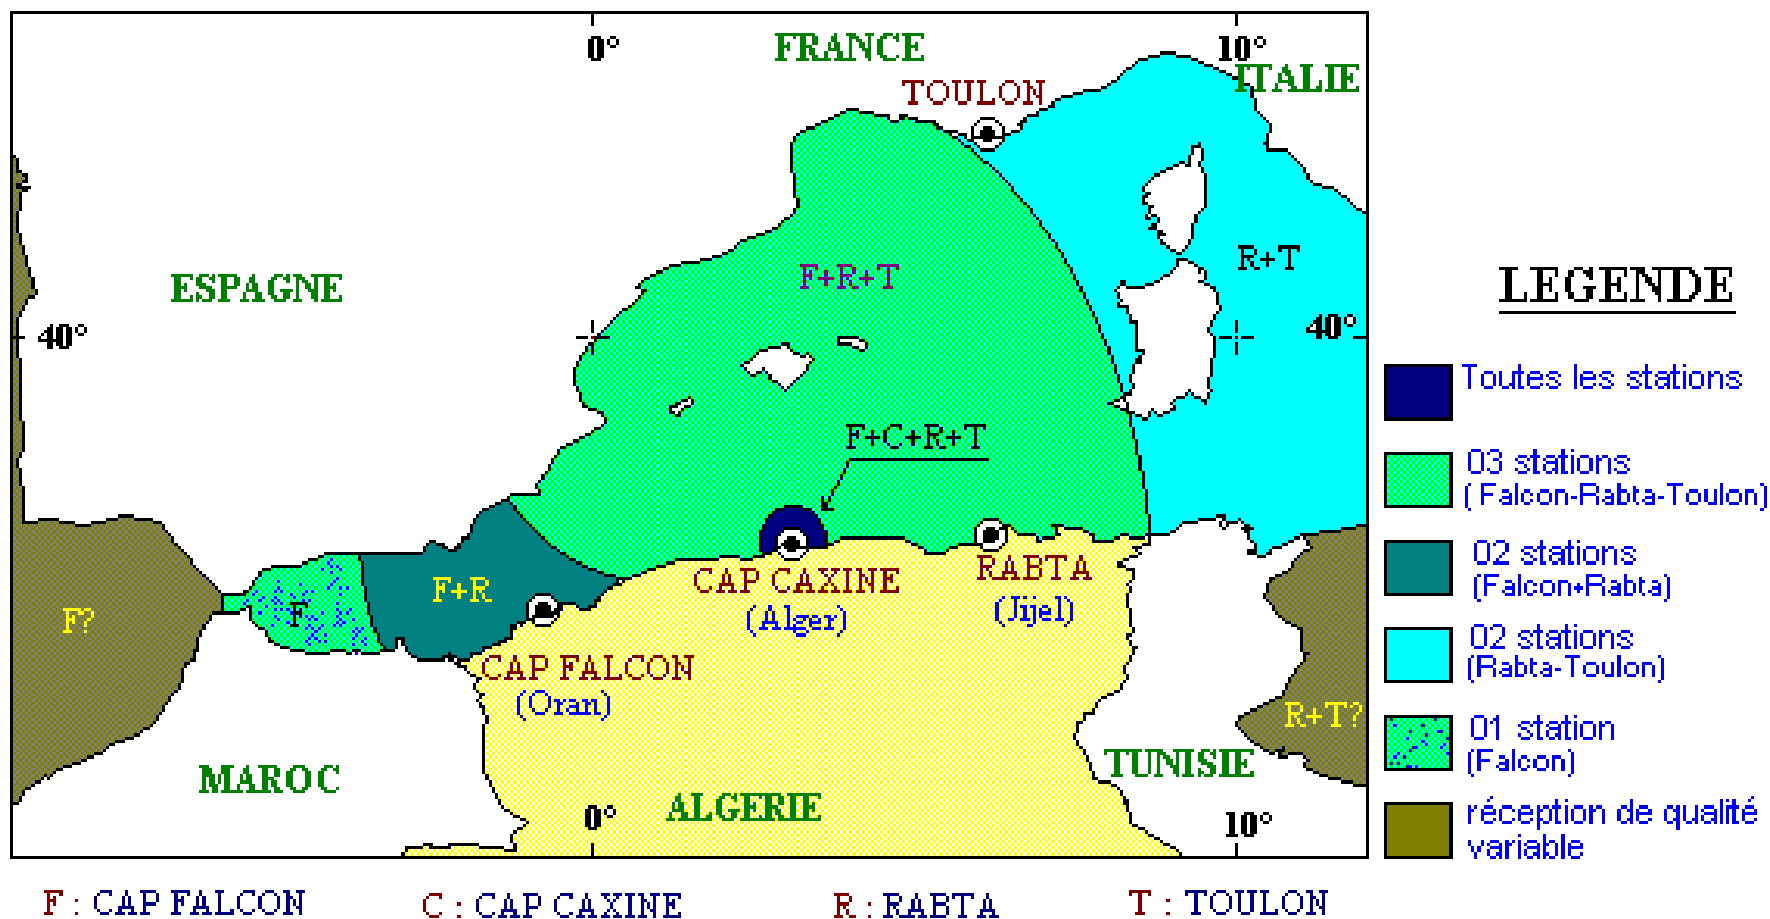 0°
FRANCE
10°
ITALIE
TOULON
R+T
F+R+T
ESPAGNE
40°
40°
F+C+R+T
F?
F
F+R
CAP CAXINE
(Alger)
RABTA
(Jijel)
CAP FALCON
(Oran)
R+T?
MAROC
TUNISIE
ALGERIE
0°
10°
LEGENDE
Toutes les stations
03 stations
(Falcon-Rabta-Toulon)
02 stations
(Falcon+Rabta)
02 stations
(Rabta-Toulon)
01 station
(Falcon)
réception de qualité
variable
F : CAP FALCON
C : CAP CAXINE
R : RABTA
T : TOULON